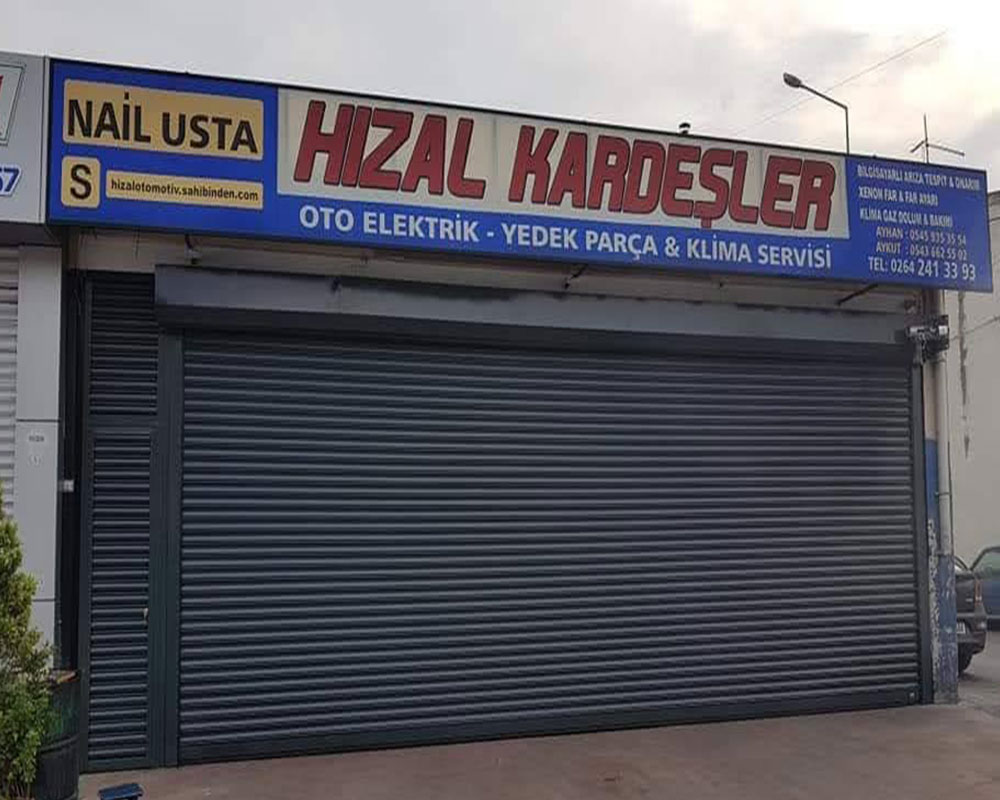 NAİL USTA
S
hizalotomotiv.sahibinden.com
HIZAL KARDEŞLER
OTO ELEKTRİK - YEDEK PARÇA & KLİMA SERVİSİ
BİLGİSAYARLI ARIZA TESPİT & ONARIM
XENON FAR & FAR AYARI
KLİMA GAZ DOLUM & BAKIMI
AYHAN : 0545 935 35 54
AYKUT : 0543 662 55 02
TEL: 0264 241 33 93
57